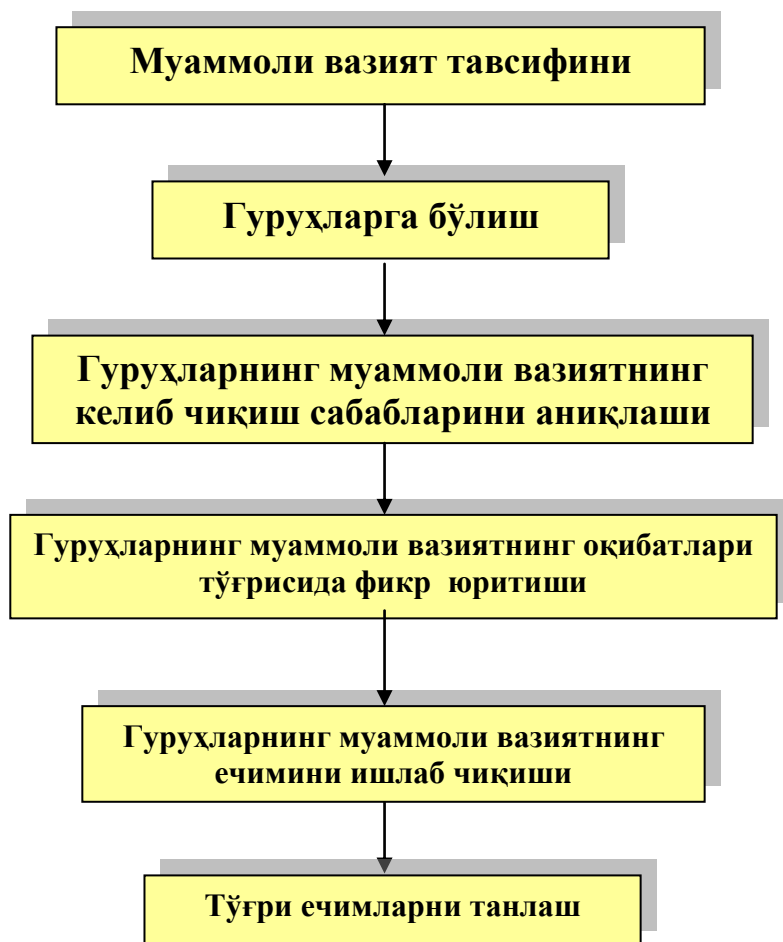 Муаммоли вазият тавсифини
Гуруҳларга бўлиш
Гуруҳларнинг муаммоли вазиятнинг
келиб чиқиш сабабларини аниқлаши
Гуруҳларнинг муаммоли вазиятнинг оқибатлари
тўғрисида фикр юритиши
Гуруҳларнинг муаммоли вазиятнинг
ечимини ишлаб чиқиши
Тўғри ечимларни танлаш